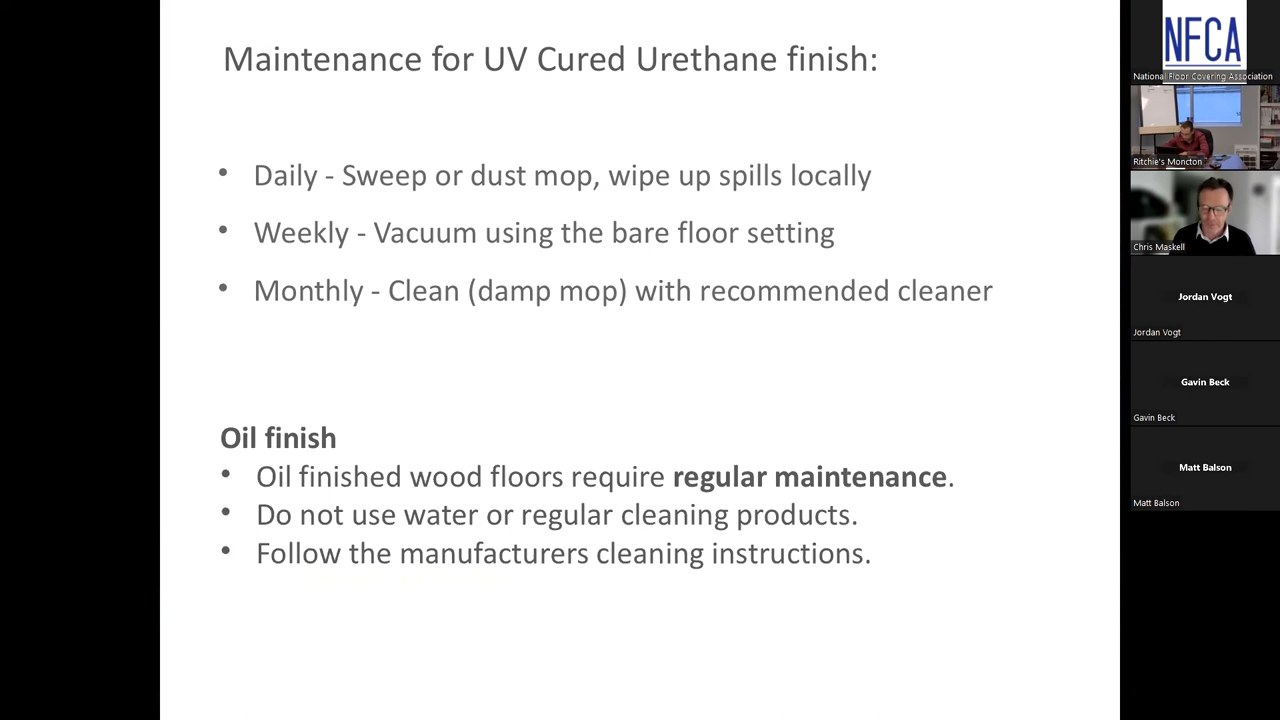 Maintenance for UV Cured Urethane finish:
• Daily - Sweep or dust mop, wipe up spills locally
• Weekly - Vacuum using the bare floor setting
• Monthly - Clean (damp mop) with recommended cleaner
Oil finish
• Oil finished wood floors require regular maintenance.
• Do not use water or regular cleaning products.
• Follow the manufacturers cleaning instructions.
NFCA
National Floor Covering Association
Ritchie's Moncton
Chris Maskell
Jordan Vogt
Jordan Vogt
Gavin Beck
Gavin Beck
Matt Balson
Matt Balson